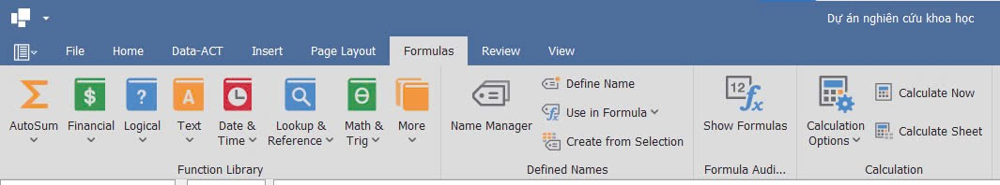 Dự án nghiên cứu khoa học
File Home Data-ACT Insert Page Layout Formulas Review View
AutoSum
Financial
Logical
Text
Date &
Time
Lookup &
Reference
Math &
Trig
More
Function Library
Name Manager
Define Name
Use in Formula
Create from Selection
Defined Names
Show Formulas
Formula Audi...
Calculation
Options
Calculate Now
Calculate Sheet
Calculation